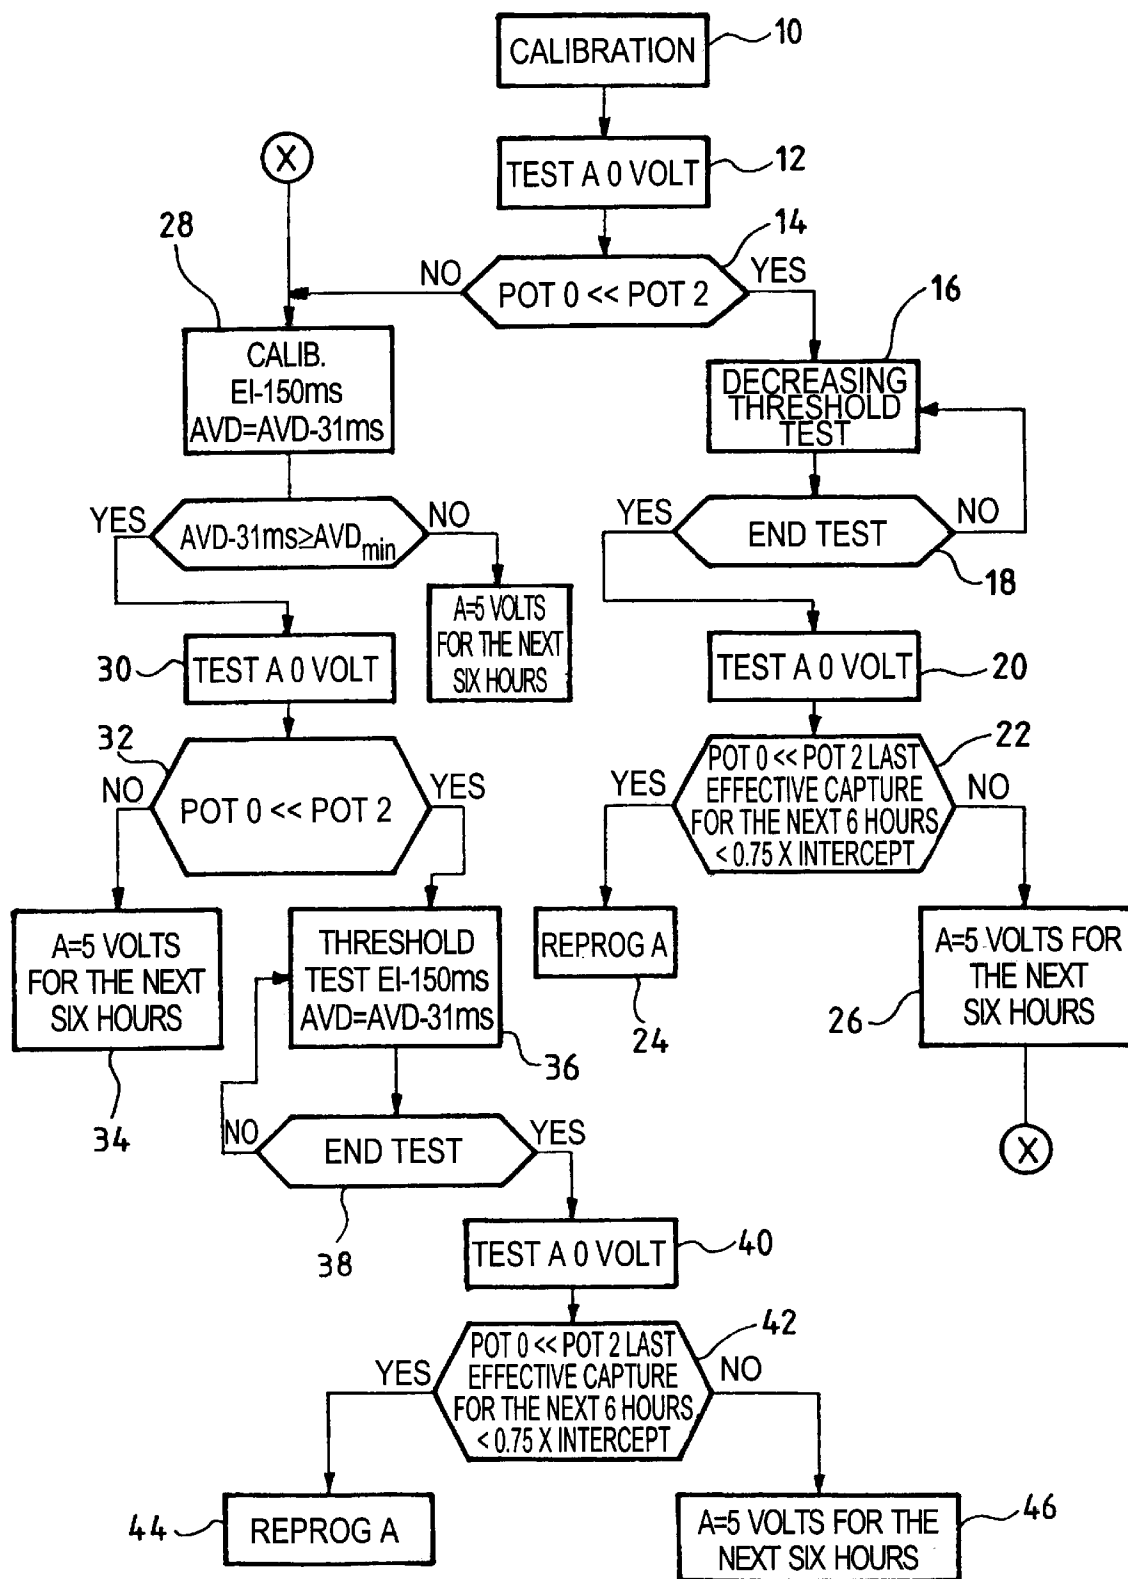 CALIBRATION
10
TEST A 0 VOLT
12
X
28
14
NO
POT 0 << POT 2
YES
16
CALIB.
EI-150ms
AVD=AVD-31ms
DECREASING
THRESHOLD
TEST
YES
AVD-31ms≥AVDmin
NO
YES
END TEST
NO
18
A=5 VOLTS
FOR THE NEXT
SIX HOURS
30
TEST A 0 VOLT
TEST A 0 VOLT
20
32
NO
POT 0 << POT 2
YES
22
YES
POT 0 << POT 2 LAST
EFFECTIVE CAPTURE
FOR THE NEXT 6 HOURS
< 0.75 X INTERCEPT
NO
A=5 VOLTS
FOR THE NEXT
SIX HOURS
34
THRESHOLD
TEST EI-150ms
AVD=AVD-31ms
36
REPROG A
24
A=5 VOLTS FOR
THE NEXT
SIX HOURS
26
X
NO
END TEST
YES
38
TEST A 0 VOLT
40
42
YES
POT 0 << POT 2 LAST
EFFECTIVE CAPTURE
FOR THE NEXT 6 HOURS
< 0.75 X INTERCEPT
NO
44
REPROG A
A=5 VOLTS FOR THE
NEXT SIX HOURS
46